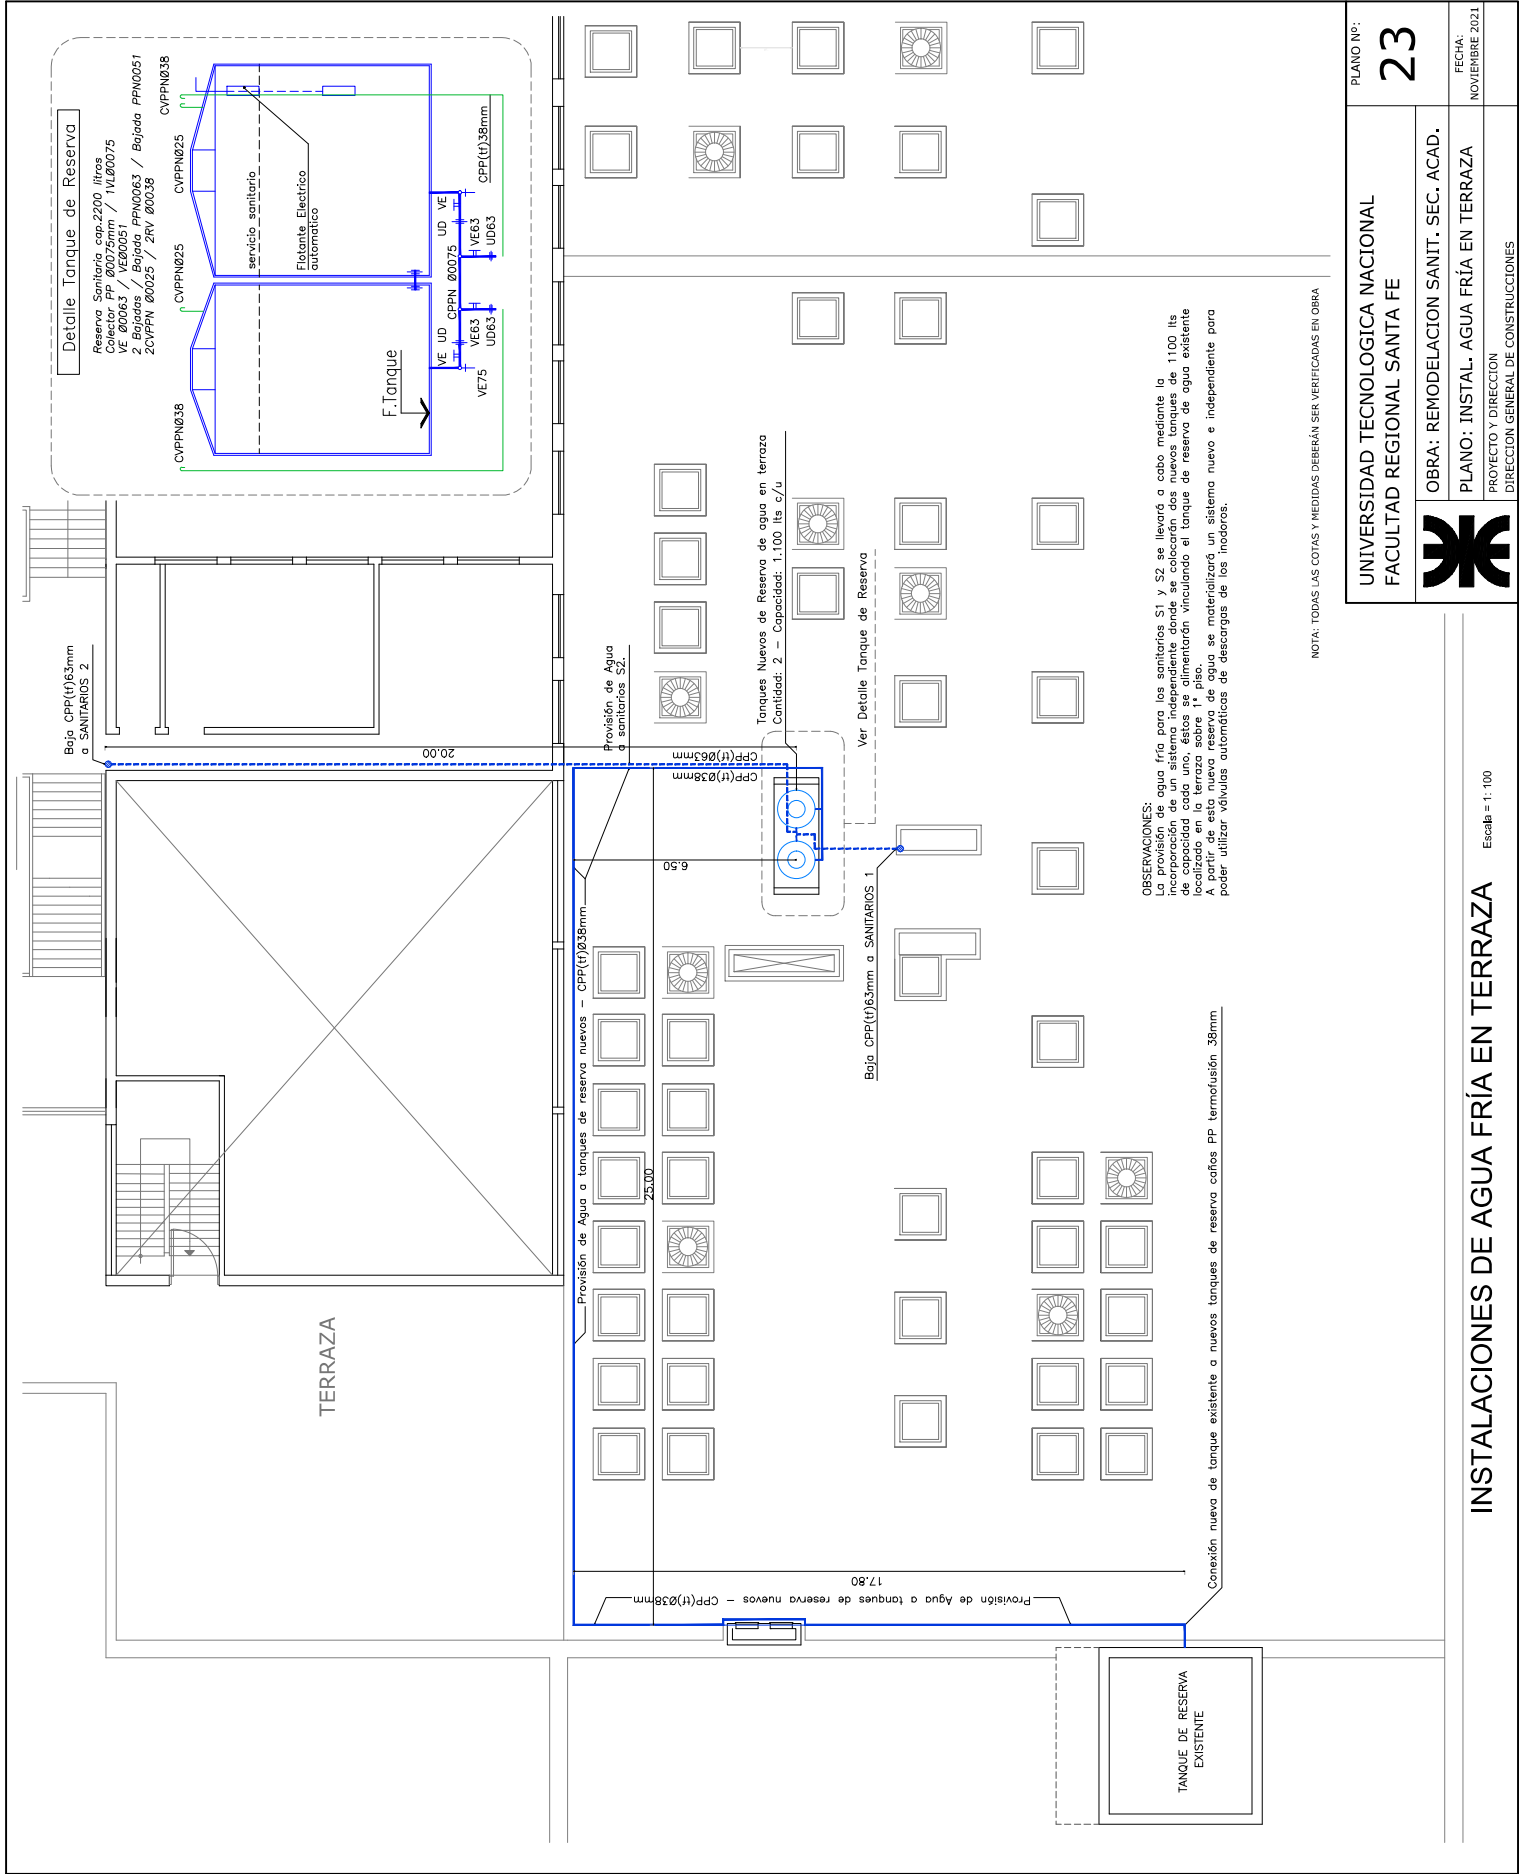 Detalle Tanque de Reserva
Reserva Sanitaria cap.2200 litros
Colector PP Ø0075mm / 1VLØ0075
VE Ø0063 / VEØ0051
2 Bajadas / Bajada PPN0063 / Bajada PPN0051
2CVPPN Ø0025 / 2RV Ø0038
CVPPNØ38
CVPPNØ25
CVPPNØ25
CVPPNØ38
servicio sanitario
Flotante Electrico
automatico
F.Tanque
VE UD
CPPN Ø0075
UD VE
VE75
VE63
UD63
VE63
UD63
CPP(tf)38mm
Baja CPP(tf)63mm
a SANITARIOS 2
20.00
CPP(tf)Ø63mm
CPP(tf)Ø38mm
Provisión de Agua
a sanitarios S2.
Tanques Nuevos de Reserva de agua en terraza
Cantidad: 2 – Capacidad: 1.100 lts c/u
Ver Detalle Tanque de Reserva
6.50
Baja CPP(tf)63mm a SANITARIOS 1
Provisión de Agua a tanques de reserva nuevos – CPP(tf)Ø38mm
25.00
TERRAZA
17.80
Provisión de Agua a tanques de reserva nuevos – CPP(tf)Ø38mm
Conexión nueva de tanque existente a nuevos tanques de reserva caños PP termofusión 38mm
TANQUE DE RESERVA
EXISTENTE
OBSERVACIONES:
La provisión de agua fría para los sanitarios S1 y S2 se llevará a cabo mediante la
incorporación de un sistema independiente donde se colocarán dos nuevos tanques de 1100 lts
de capacidad cada uno, éstos se alimentarán vinculando el tanque de reserva de agua existente
localizado en la terraza sobre 1° piso.
A partir de esta nueva reserva de agua se materializará un sistema nuevo e independiente para
poder utilizar válvulas automáticas de descargas de los inodoros.
NOTA: TODAS LAS COTAS Y MEDIDAS DEBERÁN SER VERIFICADAS EN OBRA
INSTALACIONES DE AGUA FRÍA EN TERRAZA
Escala = 1: 100
UNIVERSIDAD TECNOLOGICA NACIONAL
FACULTAD REGIONAL SANTA FE
PLANO Nº:
23
OBRA: REMODELACION SANIT. SEC. ACAD.
PLANO: INSTAL. AGUA FRÍA EN TERRAZA
FECHA:
NOVIEMBRE 2021
PROYECTO Y DIRECCION
DIRECCION GENERAL DE CONSTRUCCIONES